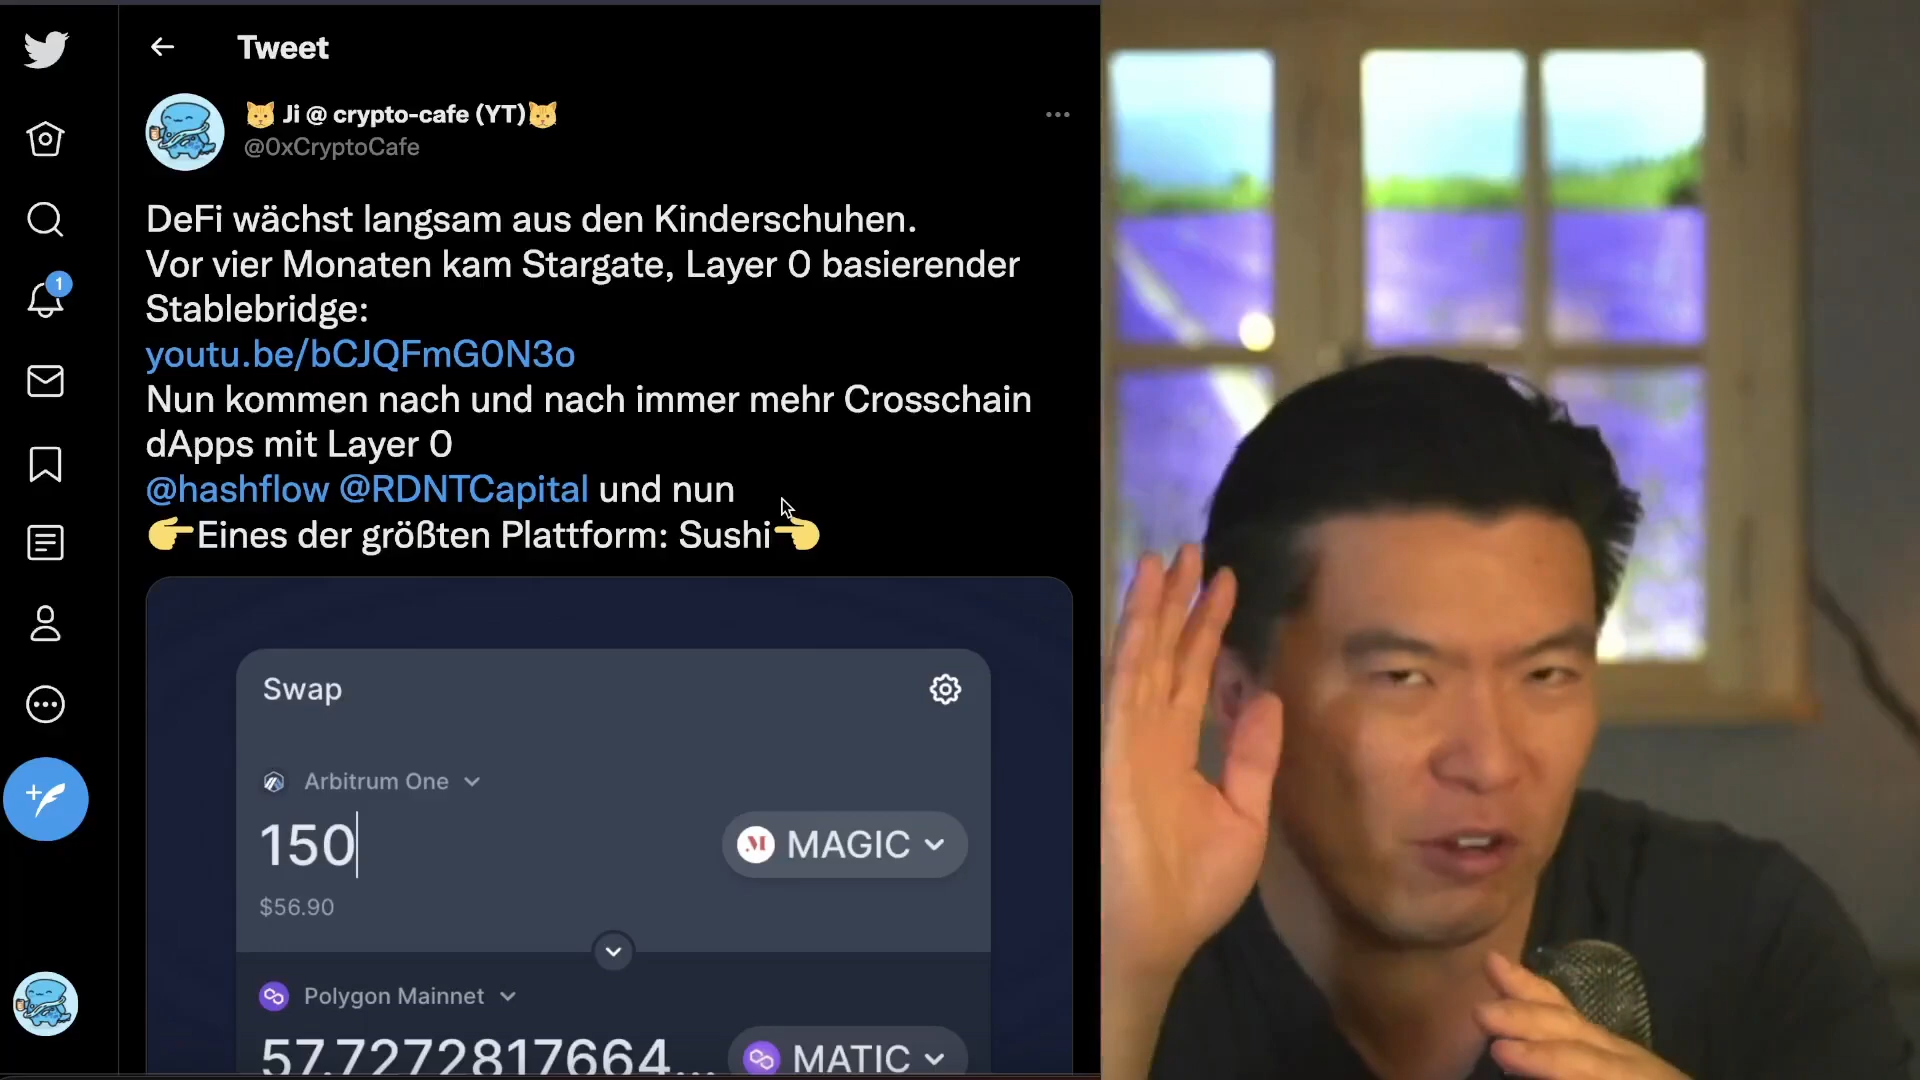 Tweet
🐱 Ji @ crypto-cafe (YT)🐱
@0xCryptoCafe
DeFi wächst langsam aus den Kinderschuhen.
Vor vier Monaten kam Stargate, Layer 0 basierender
Stablebridge:
youtu.be/bCJQFmG0N3o
Nun kommen nach und nach immer mehr Crosschain
dApps mit Layer 0
@hashflow @RDNTCapital und nun
👉Eines der größten Plattform: Sushi👈
1
Swap
Arbitrum One
150
MAGIC
$56.90
Polygon Mainnet
57.7272817664...
MATIC